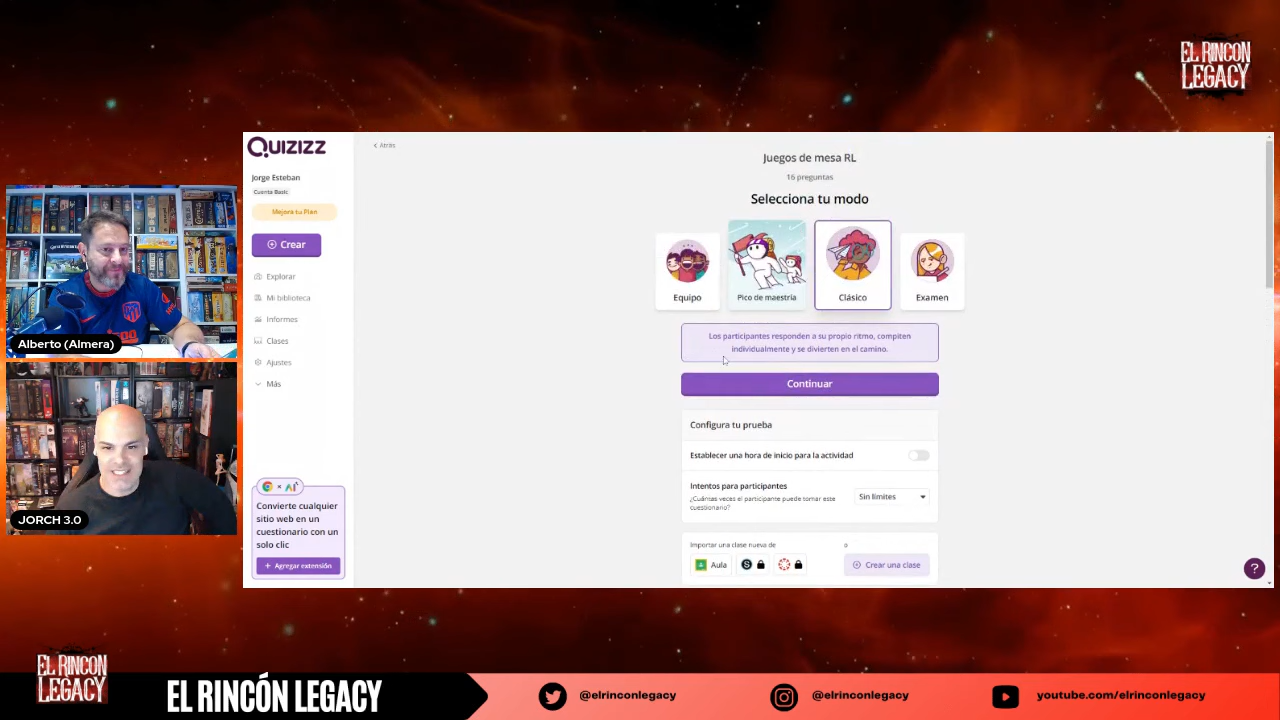 EL RINCON
LEGACY
QUIZIZZ
Jorge Esteban
Cuenta Basic
Mejora tu Plan
Crear
Explorar
Mi biblioteca
Informes
Clases
Ajustes
Más
Convierte cualquier
sitio web en un
cuestionario con un
solo clic
+ Agregar extensión
< Atrás
Juegos de mesa RL
16 preguntas
Selecciona tu modo
Equipo
Pico de maestría
Clásico
Examen
Los participantes responden a su propio ritmo, compiten
individualmente y se divierten en el camino.
Continuar
Configura tu prueba
Establecer una hora de inicio para la actividad
Intentos para participantes
¿Cuántas veces el participante puede tomar este
cuestionario?
Sin límites
Importar una clase nueva de
o
Aula
Crear una clase
?
Alberto (Almera)
JORCH 3.0
EL RINCON
LEGACY
EL RINCÓN LEGACY
@elrinconlegacy
@elrinconlegacy
youtube.com/elrinconlegacy